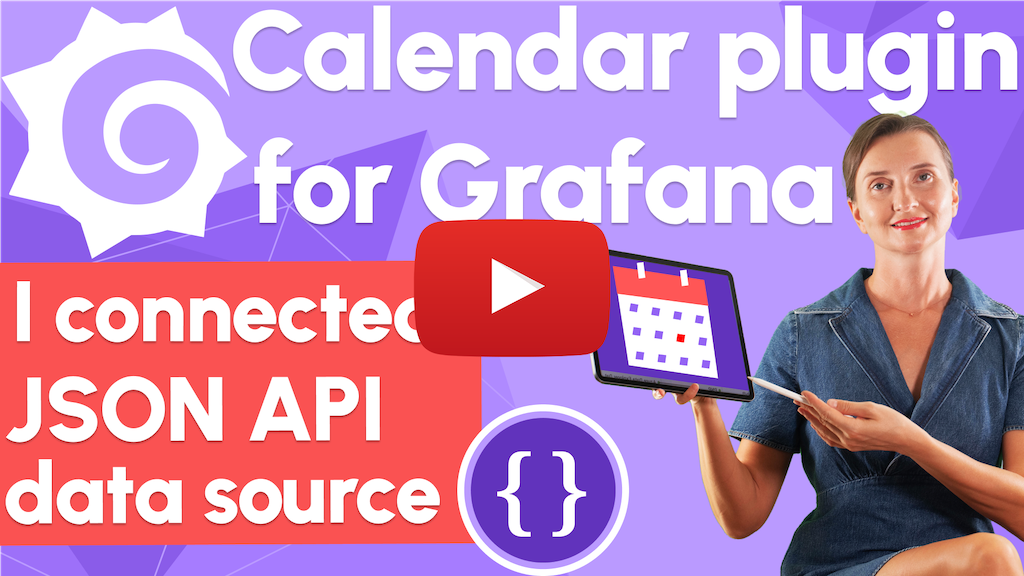 Calendar plugin
for Grafana
I connected
JSON API
data source
{ }